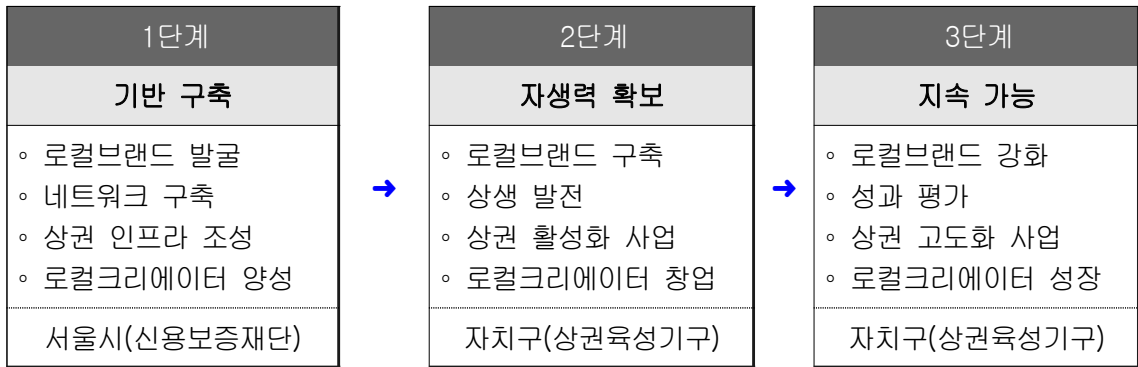 1단계
기반 구축
◦ 로컬브랜드 발굴
◦ 네트워크 구축
◦ 상권 인프라 조성
◦ 로컬크리에이터 양성
서울시(신용보증재단)
➜
2단계
자생력 확보
◦ 로컬브랜드 구축
◦ 상생 발전
◦ 상권 활성화 사업
◦ 로컬크리에이터 창업
자치구(상권육성기구)
➜
3단계
지속 가능
◦ 로컬브랜드 강화
◦ 성과 평가
◦ 상권 고도화 사업
◦ 로컬크리에이터 성장
자치구(상권육성기구)